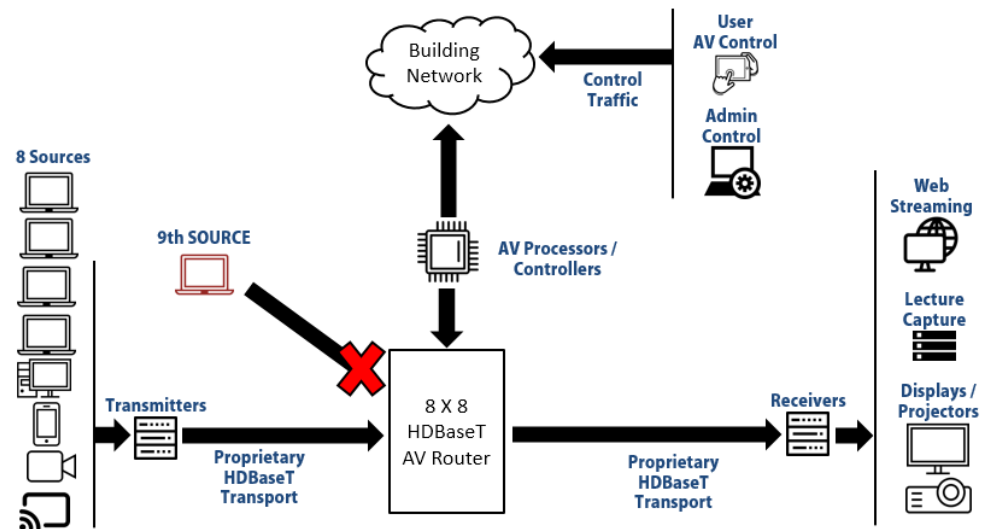 Building
Network
User
AV Control
Control
Traffic
Admin
Control
8 Sources
9th SOURCE
AV Processors /
Controllers
Web
Streaming
Lecture
Capture
Displays /
Projectors
Transmitters
8 X 8
HDBaseT
AV Router
Receivers
Proprietary
HDBaseT
Transport
Proprietary
HDBaseT
Transport